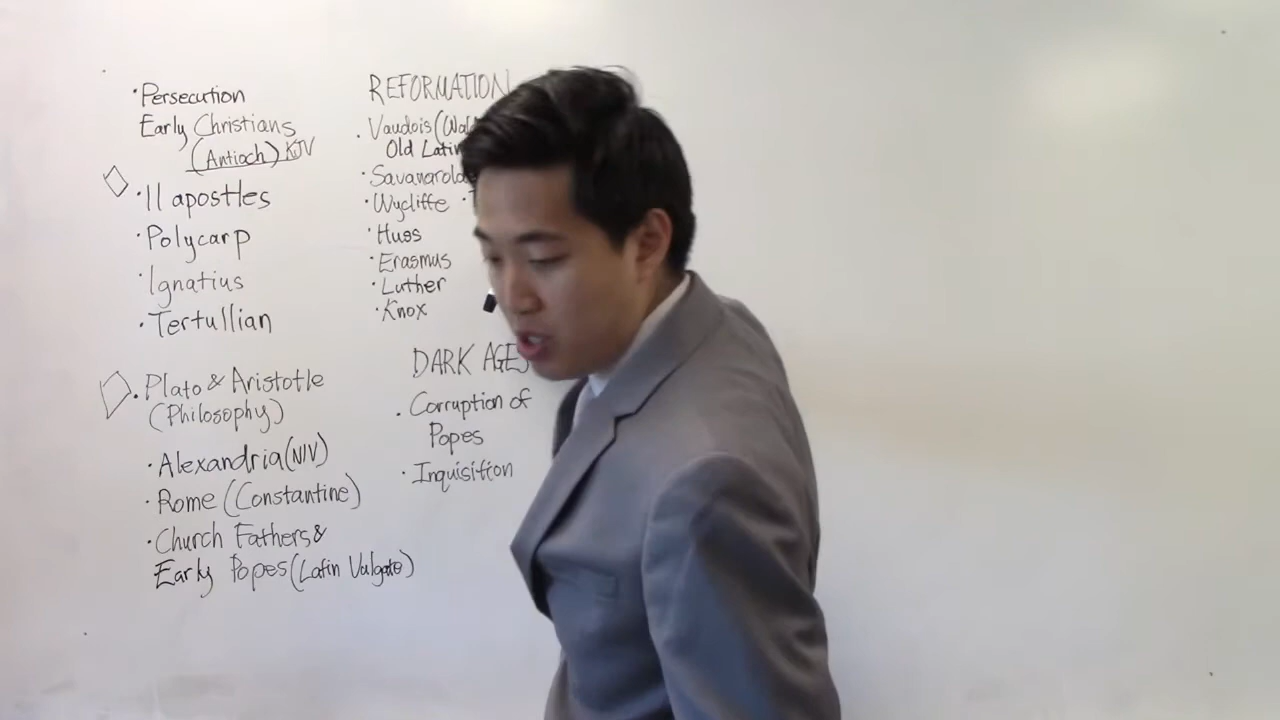 ·Persecution
Early Christians
(Antioch) KJV
·11 apostles
·Polycarp
·Ignatius
·Tertullian
·Plato & Aristotle
(Philosophy)
·Alexandria (NIV)
·Rome (Constantine)
·Church Fathers &
Early Popes (Latin Vulgate)
REFORMATION
·Vaudois (
Old Latin
·Savanarola
·Wycliffe ·
·Huss
·Erasmus
·Luther
·Knox
DARK AGES
·Corruption of
Popes
·Inquisition